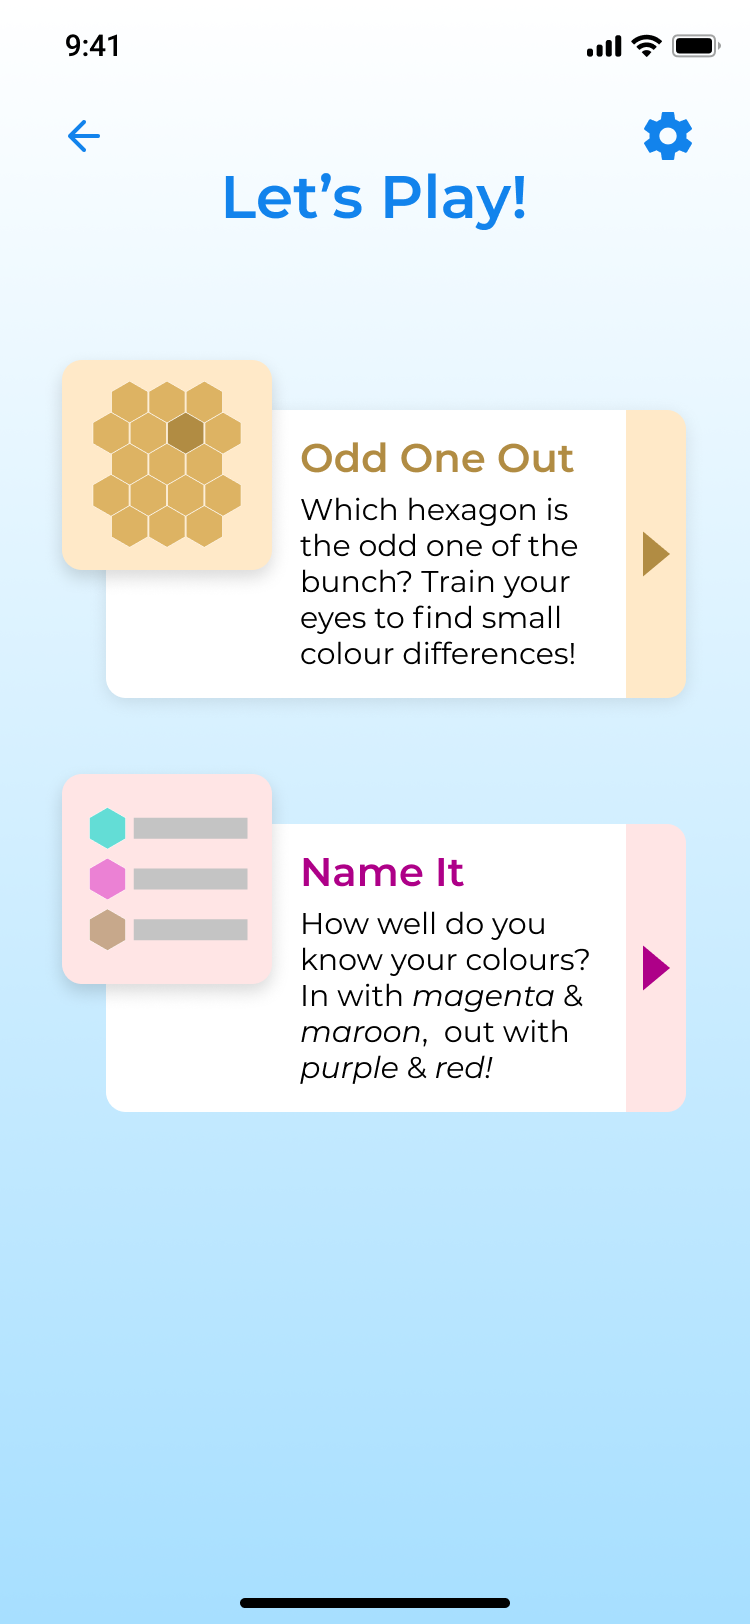 9:41
Let’s Play!
Odd One Out
Which hexagon is
the odd one of the
bunch? Train your
eyes to find small
colour differences!
Name It
How well do you
know your colours?
In with magenta &
maroon,  out with
purple & red!